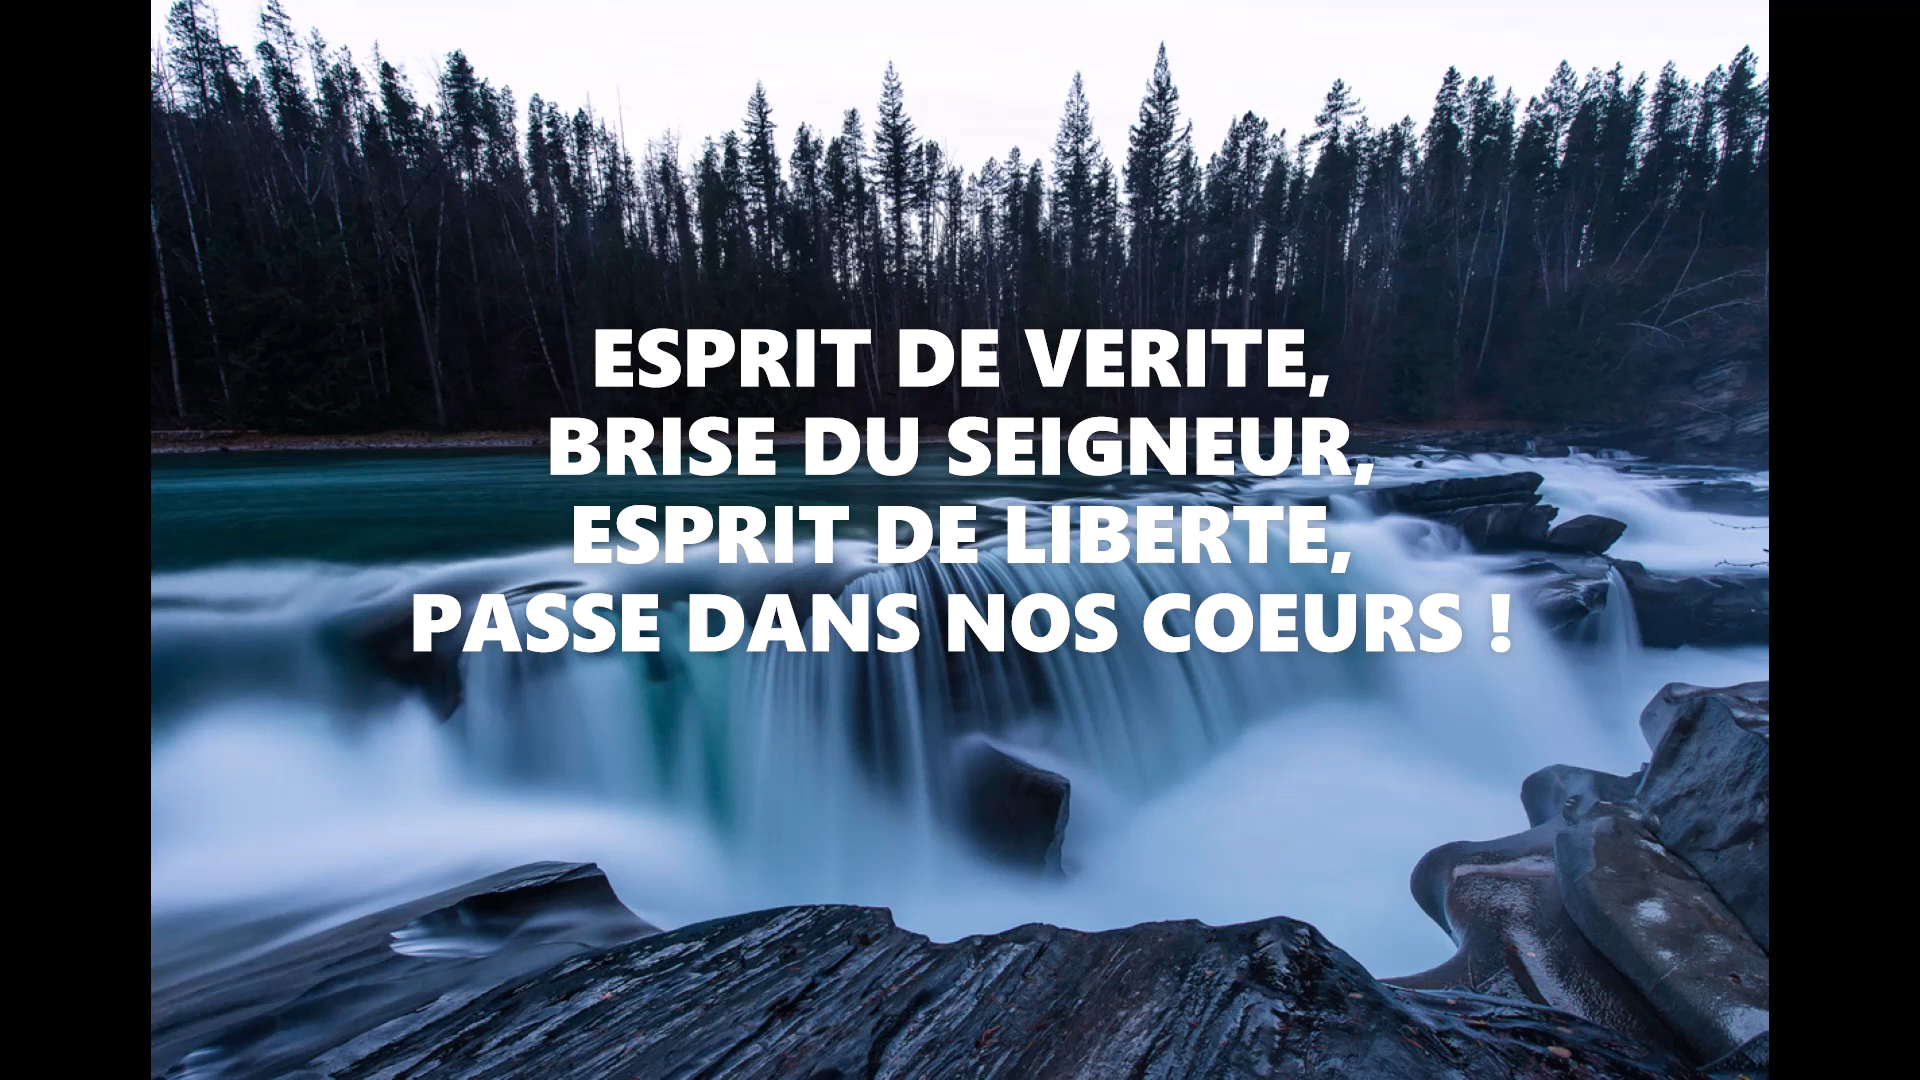 ESPRIT DE VERITE,
BRISE DU SEIGNEUR,
ESPRIT DE LIBERTE,
PASSE DANS NOS COEURS !